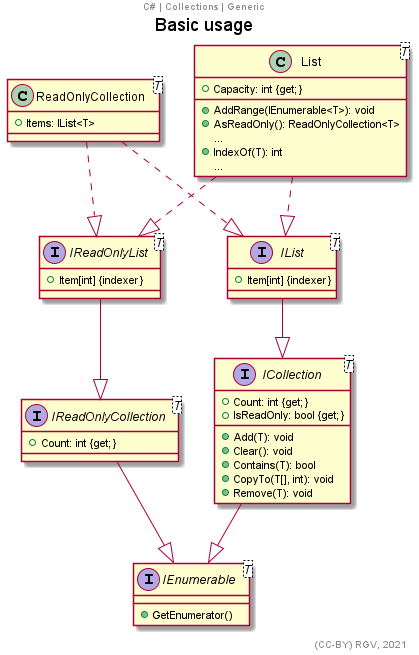 C# | Collections | Generic
Basic usage
C List T
Capacity: int {get; }
AddRange(IEnumerable<T>): void
AsReadOnly(): ReadOnlyCollection<T>
...
IndexOf(T): int
...
C ReadOnlyCollection T
Items: IList<T>
I IReadOnlyList T
Item[int] {indexer }
I IList T
Item[int] {indexer }
I ICollection T
Count: int {get; }
IsReadOnly: bool {get; }
Add(T): void
Clear(): void
Contains(T): bool
CopyTo(T[], int): void
Remove(T): void
I IReadOnlyCollection T
Count: int {get; }
I IEnumerable T
GetEnumerator()
(CC-BY) RGV, 2021